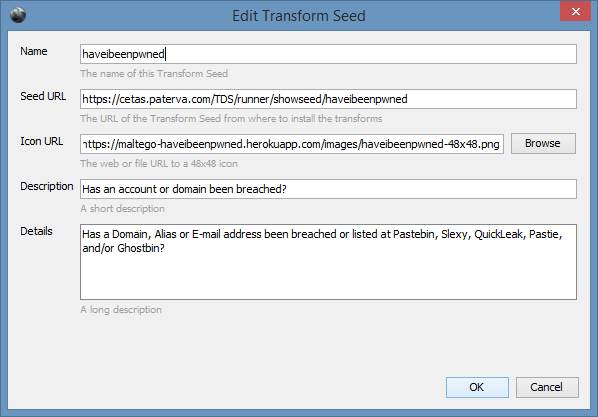 Edit Transform Seed
Name
haveibeenpwned
The name of this Transform Seed
Seed URL
https://cetas.paterva.com/TDS/runner/showseed/haveibeenpwned
The URL of the Transform Seed from where to install the transforms
Icon URL
https://maltego-haveibeenpwned.herokuapp.com/images/haveibeenpwned-48x48.png
Browse
The web or file URL to a 48x48 icon
Description
Has an account or domain been breached?
A short description
Details
Has a Domain, Alias or E-mail address been breached or listed at Pastebin, Slexy, QuickLeak, Pastie,
and/or Ghostbin?
A long description
OK
Cancel